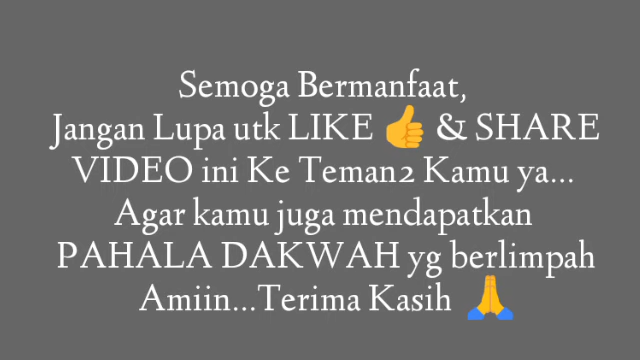 Semoga Bermanfaat,
Jangan Lupa utk LIKE 👍 & SHARE
VIDEO ini Ke Teman2 Kamu ya...
Agar kamu juga mendapatkan
PAHALA DAKWAH yg berlimpah
Amiin...Terima Kasih 🙏